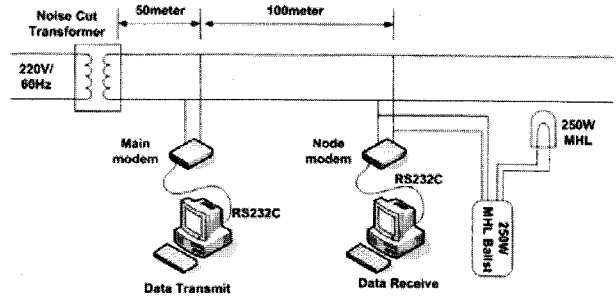 Noise Cut
Transformer
50meter
100meter
220V/
60Hz
250W
MHL
Main
modem
Node
modem
RS232C
RS232C
250W
MHL Ballst
Data Transmit
Data Receive